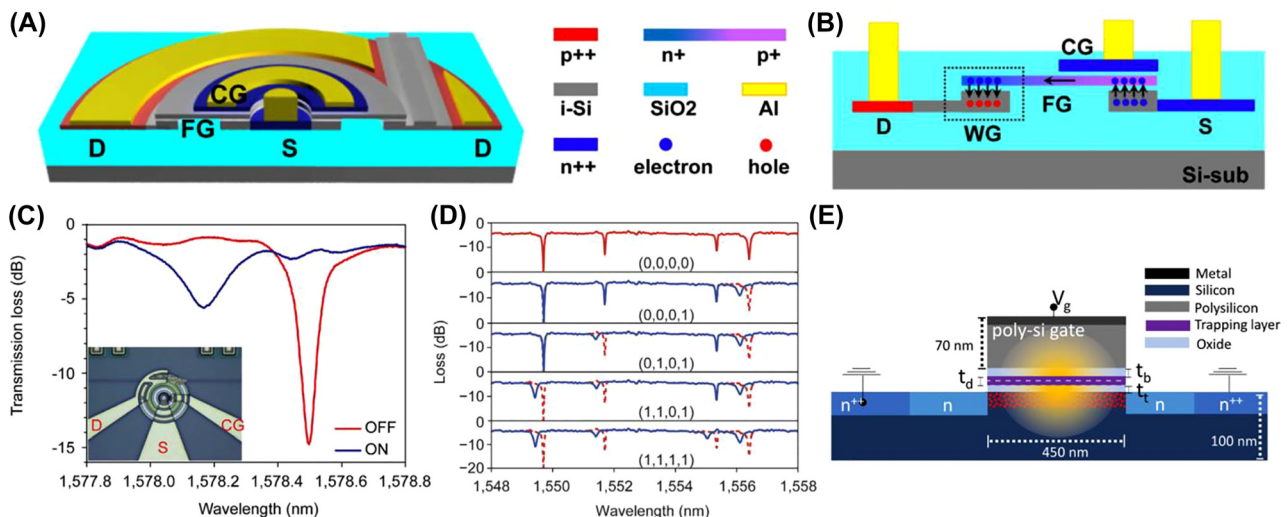 (A)
CG
FG
D
S
D
p++
n+
p+
i-Si
SiO2
Al
n++
electron
hole
(B)
CG
D
WG
FG
S
Si-sub
(C)
Transmission loss (dB)
0
−5
−10
−15
D
S
CG
OFF
ON
1,577.8
1,578.0
1,578.2
1,578.4
1,578.6
1,578.8
Wavelength (nm)
(D)
Loss (dB)
0
−10
0
−10
0
−10
0
−10
0
−10
−20
(0,0,0,0)
(0,0,0,1)
(0,1,0,1)
(1,1,0,1)
(1,1,1,1)
1,548
1,550
1,552
1,554
1,556
1,558
Wavelength (nm)
(E)
Metal
Silicon
Polysilicon
Trapping layer
Oxide
Vg
poly-si gate
70 nm
td
tb
tt
n++
n
n
n++
450 nm
100 nm